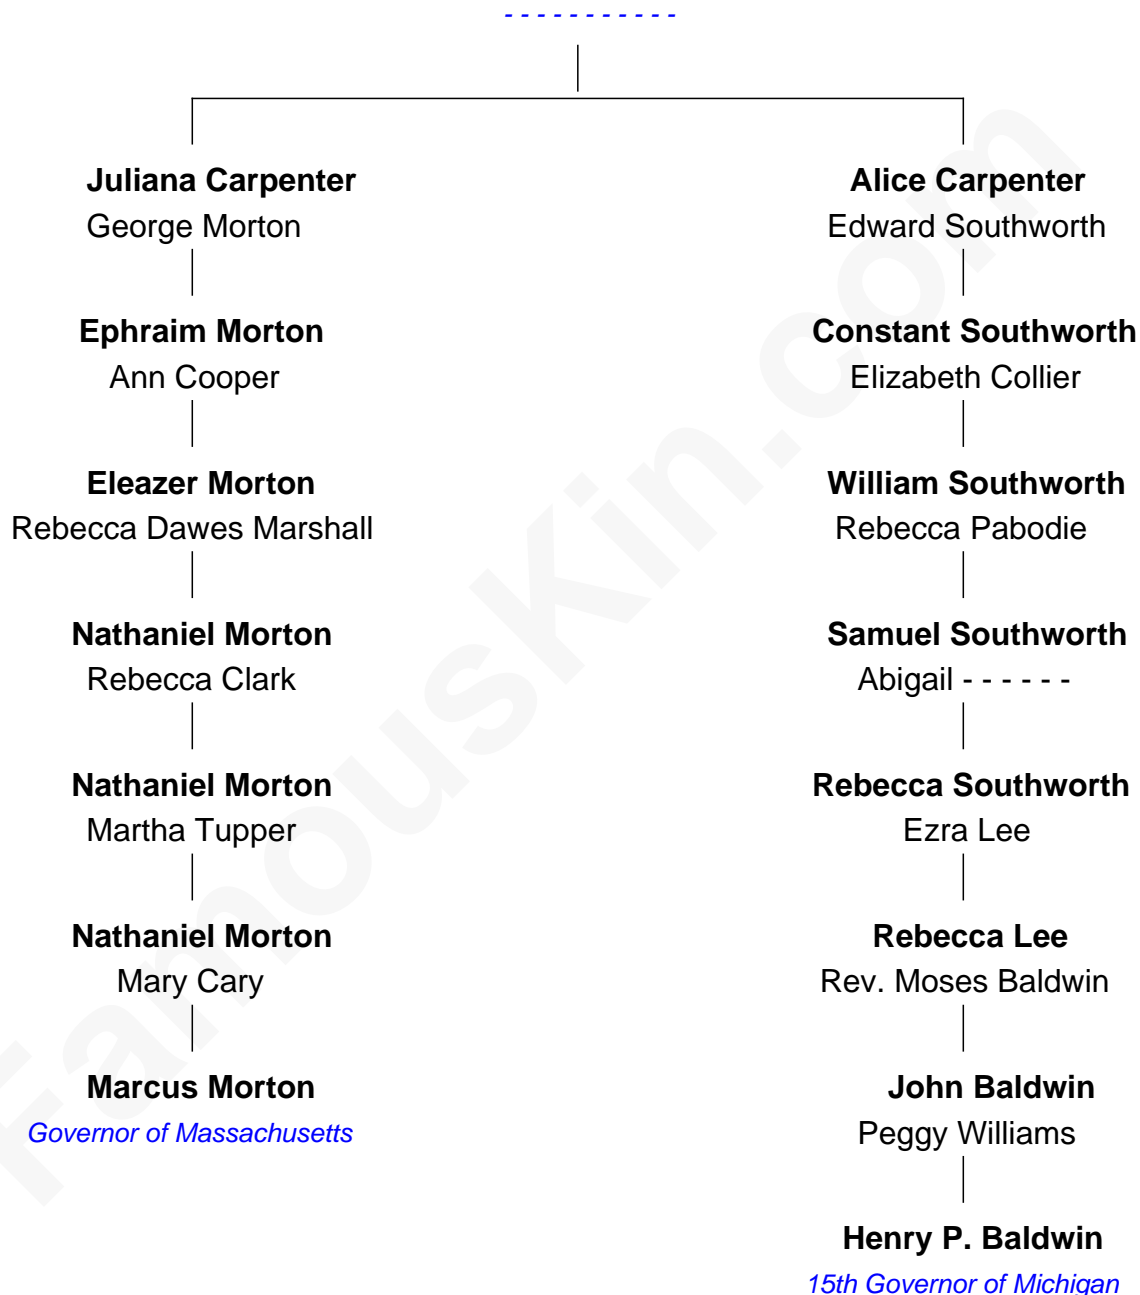 - - - - - - - - - - -
Juliana Carpenter
George Morton
Alice Carpenter
Edward Southworth
Ephraim Morton
Ann Cooper
Constant Southworth
Elizabeth Collier
Eleazer Morton
Rebecca Dawes Marshall
William Southworth
Rebecca Pabodie
Nathaniel Morton
Rebecca Clark
Samuel Southworth
Abigail - - - - - -
Nathaniel Morton
Martha Tupper
Rebecca Southworth
Ezra Lee
Nathaniel Morton
Mary Cary
Rebecca Lee
Rev. Moses Baldwin
Marcus Morton
Governor of Massachusetts
John Baldwin
Peggy Williams
Henry P. Baldwin
15th Governor of Michigan
FamousKin.com